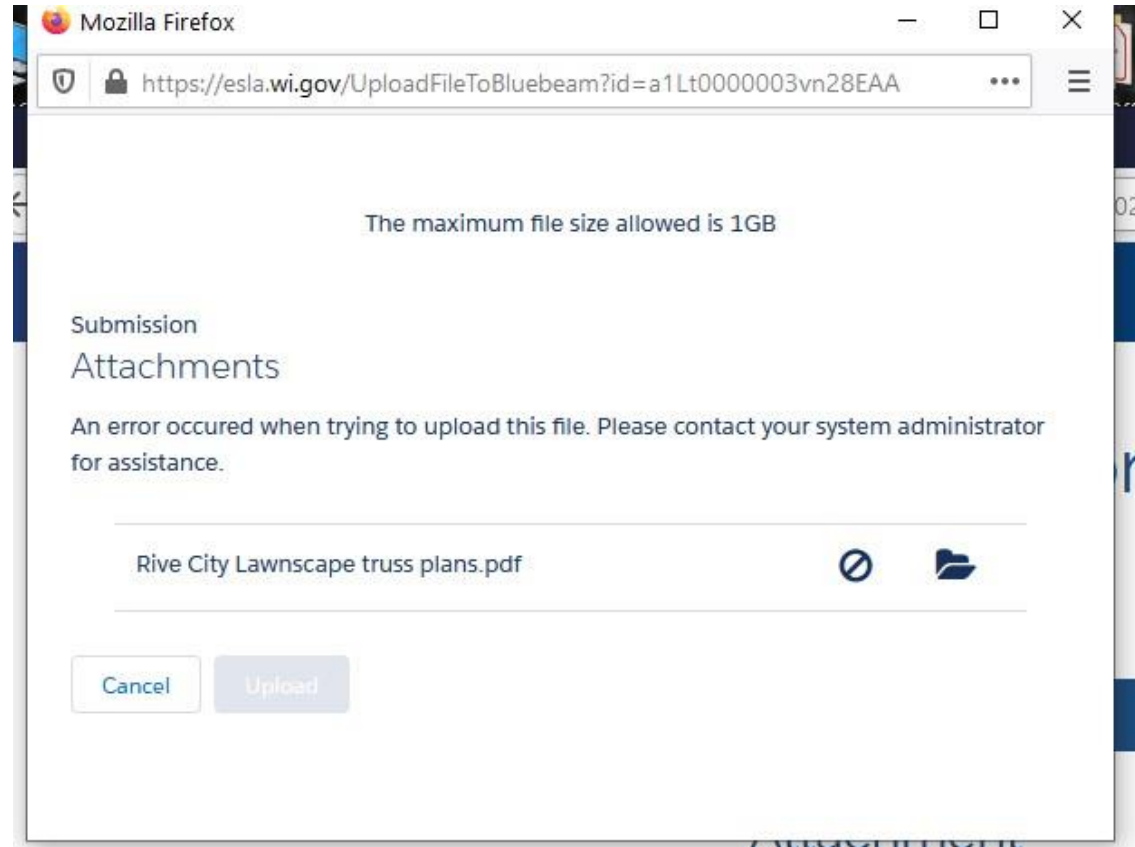 Mozilla Firefox
https://esla.wi.gov/UploadFileToBluebeam?id=a1Lt0000003vn28EAA
The maximum file size allowed is 1GB
Submission
Attachments
An error occured when trying to upload this file. Please contact your system administrator
for assistance.
Rive City Lawnscape truss plans.pdf
Cancel
Upload